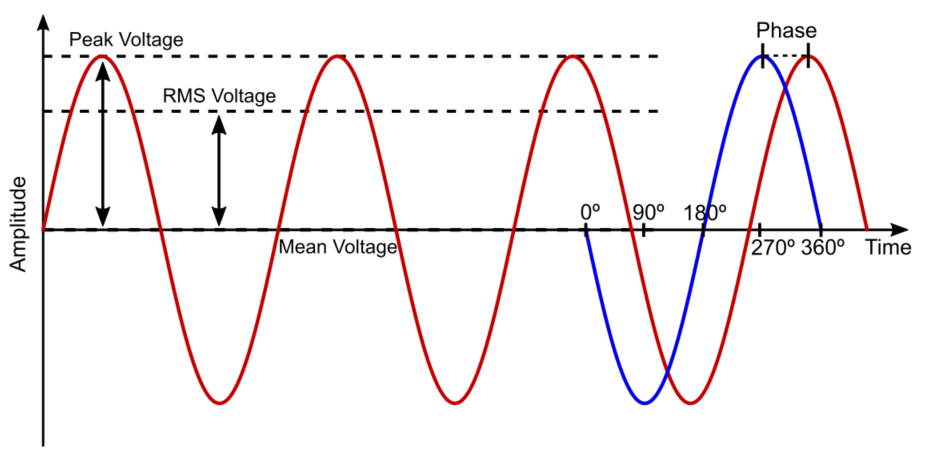 Phase
Peak Voltage
RMS Voltage
Amplitude
0º 90º 180º
Mean Voltage
270º 360º Time